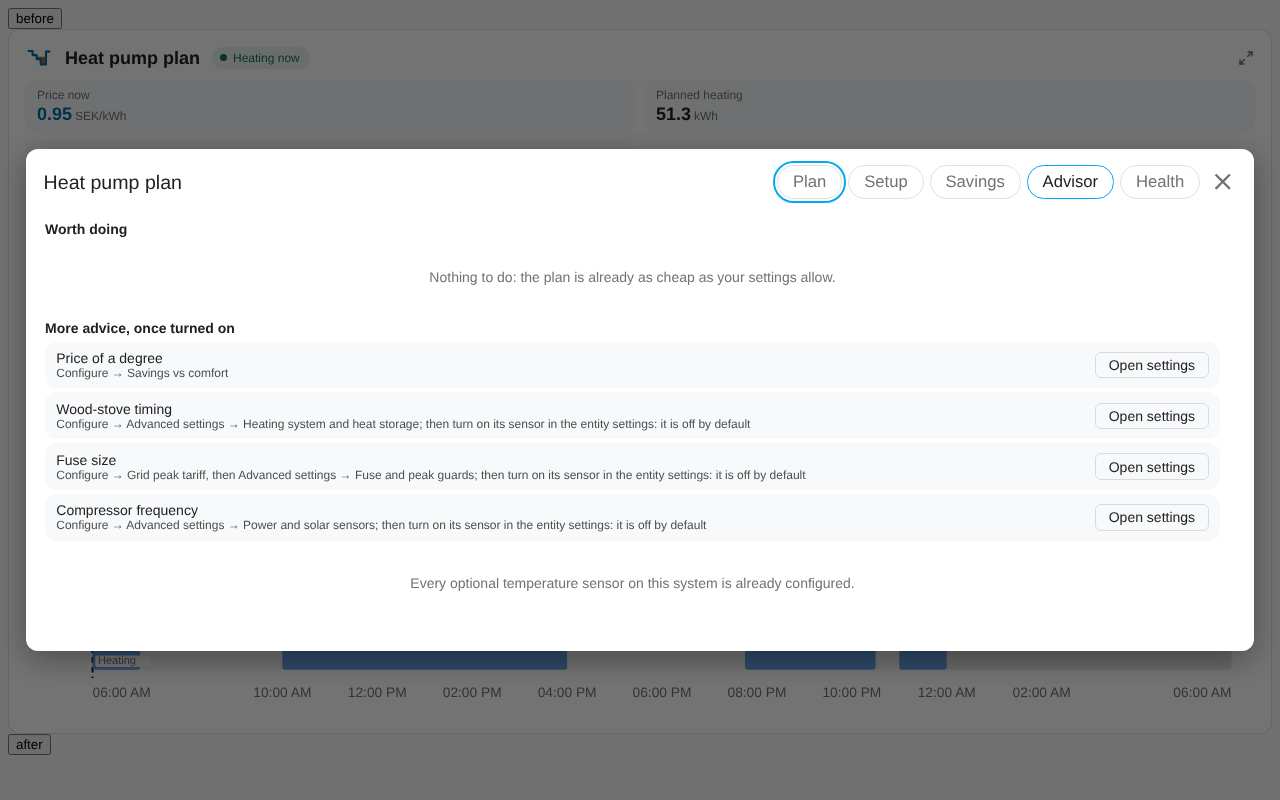 before
Heat pump plan
Heating now
Price now
0.95 SEK/kWh
Planned heating
51.3 kWh
Heat pump plan
Plan
Setup
Savings
Advisor
Health
Worth doing
Nothing to do: the plan is already as cheap as your settings allow.
More advice, once turned on
Price of a degree
Configure → Savings vs comfort
Open settings
Wood-stove timing
Configure → Advanced settings → Heating system and heat storage; then turn on its sensor in the entity settings: it is off by default
Open settings
Fuse size
Configure → Grid peak tariff, then Advanced settings → Fuse and peak guards; then turn on its sensor in the entity settings: it is off by default
Open settings
Compressor frequency
Configure → Advanced settings → Power and solar sensors; then turn on its sensor in the entity settings: it is off by default
Open settings
Every optional temperature sensor on this system is already configured.
Heating
06:00 AM
10:00 AM
12:00 PM
02:00 PM
04:00 PM
06:00 PM
08:00 PM
10:00 PM
12:00 AM
02:00 AM
06:00 AM
after